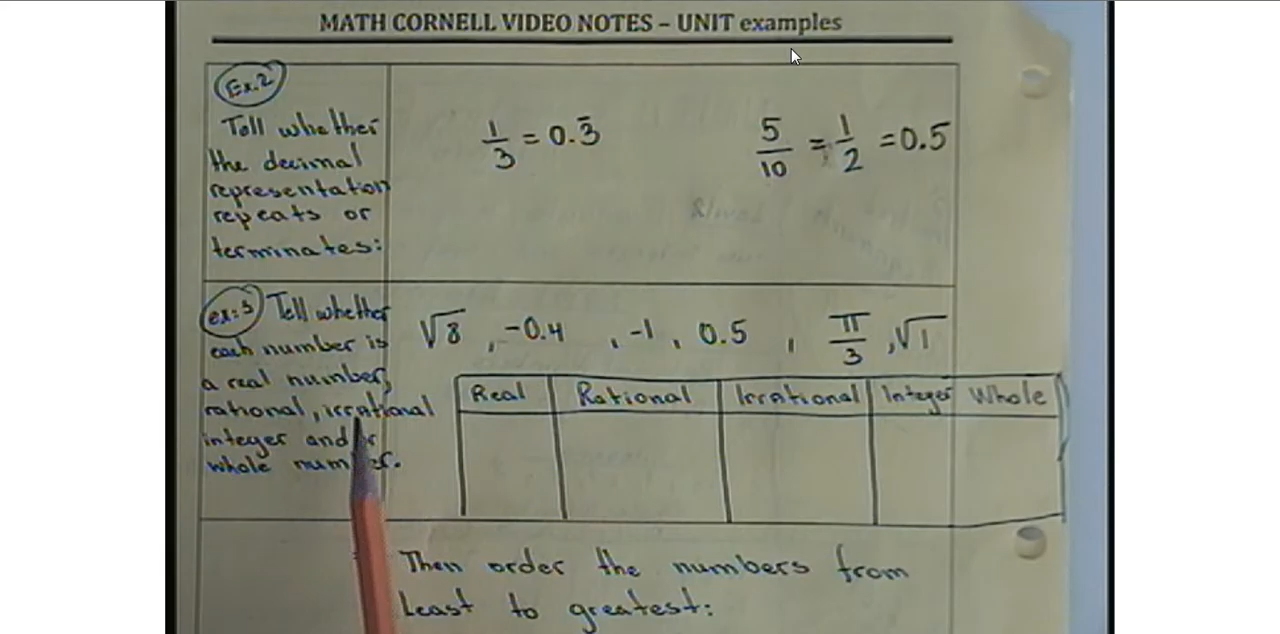 MATH CORNELL VIDEO NOTES – UNIT examples
Ex.2
Tell whether
the decimal
representation
repeats or
terminates:
1/3 = 0.3̅
5/10 = 1/2 = 0.5
ex:3 Tell whether
each number is
a real number,
rational, irrational
integer and/or
whole number.
√8 , -0.4 , -1 , 0.5 , π/3 , √1
Real Rational Irrational Integer Whole
Then order the numbers from
least to greatest: